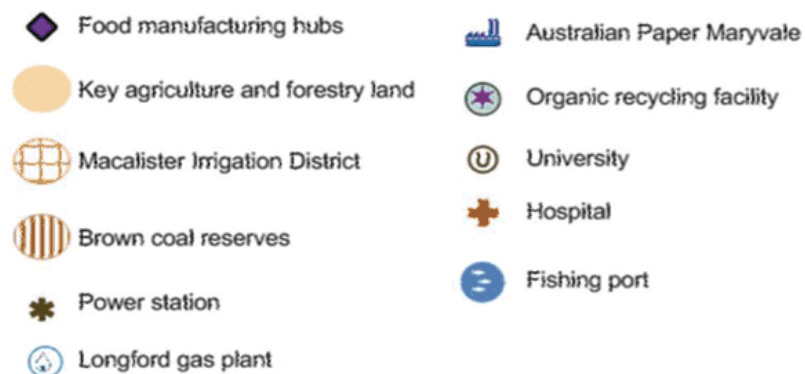 Food manufacturing hubs
Key agriculture and forestry land
Macalister Irrigation District
Brown coal reserves
Power station
Longford gas plant
Australian Paper Maryvale
Organic recycling facility
U University
Hospital
Fishing port